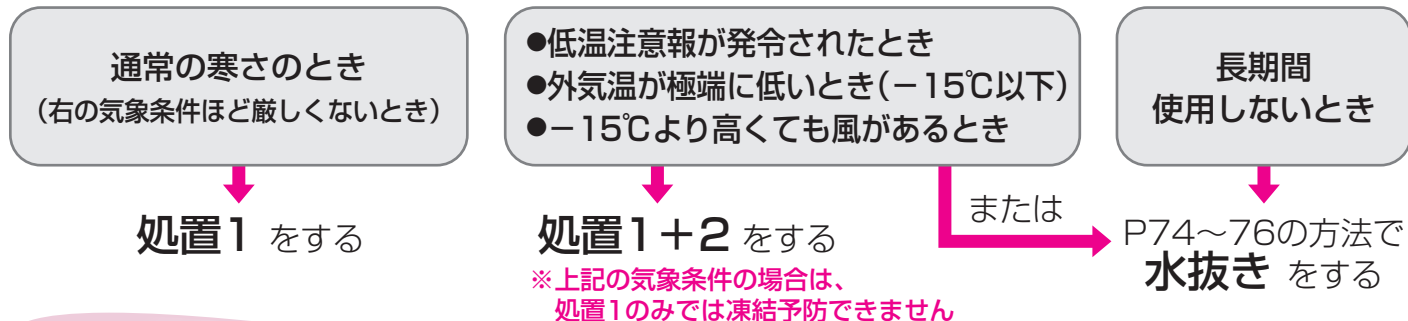 通常の寒さのとき
（右の気象条件ほど厳しくないとき）
●低温注意報が発令されたとき
●外気温が極端に低いとき（－15℃以下）
●－15℃より高くても風があるとき
長期間
使用しないとき
処置1 をする
処置1＋2 をする
※上記の気象条件の場合は、
処置1のみでは凍結予防できません
または
P74～76の方法で
水抜き をする